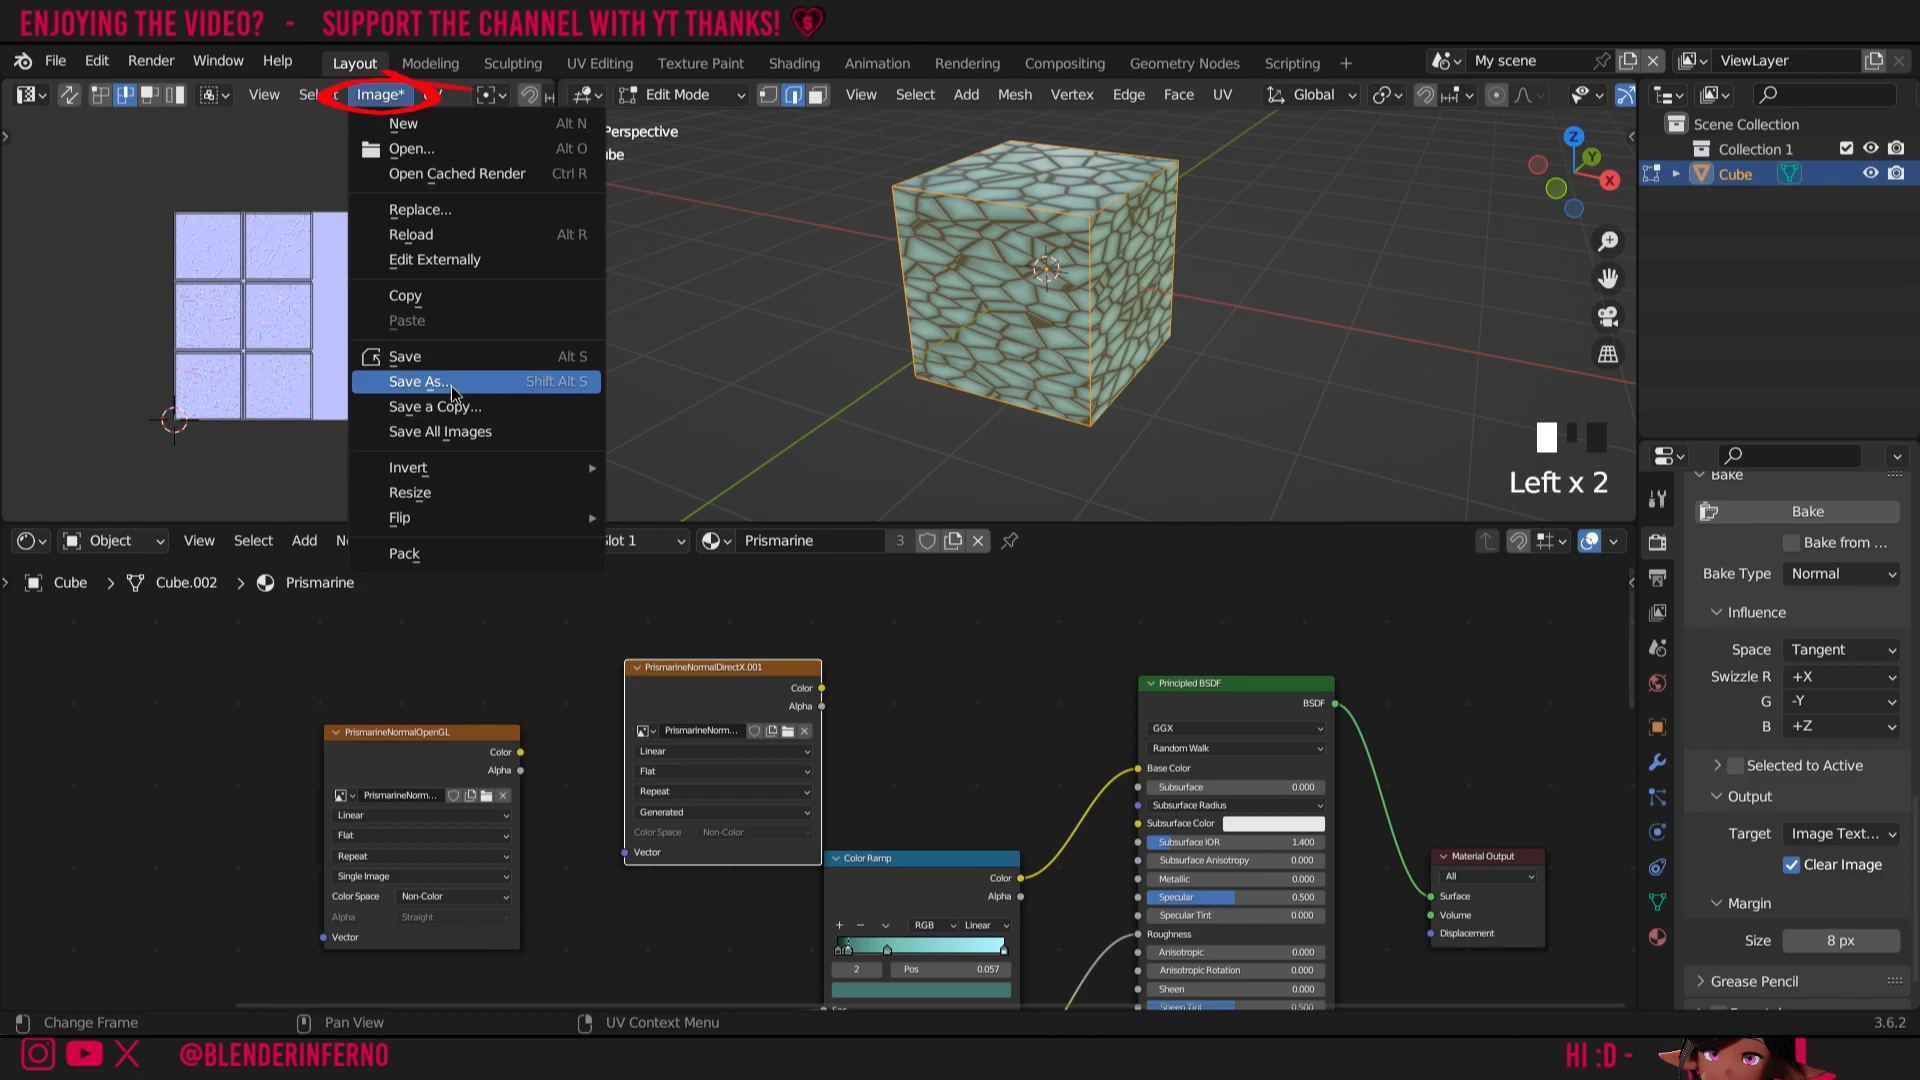 ENJOYING THE VIDEO? - SUPPORT THE CHANNEL WITH YT THANKS!
File Edit Render Window Help Layout Modeling Sculpting UV Editing Texture Paint Shading Animation Rendering Compositing Geometry Nodes Scripting + My scene ViewLayer
View Image* Edit Mode View Select Add Mesh Vertex Edge Face UV Global
New Alt N
Open... Alt O
Open Cached Render Ctrl R
Replace...
Reload Alt R
Edit Externally
Copy
Paste
Save Alt S
Save As... Shift Alt S
Save a Copy...
Save All Images
Invert
Resize
Flip
Pack
Perspective
Z
Y
X
Left x 2
Scene Collection
Collection 1
Cube
Object View Select Add Slot 1 Prismarine 3
Cube > Cube.002 > Prismarine
PrismarineNormalOpenGL
Color
Alpha
PrismarineNorm...
Linear
Flat
Repeat
Single Image
Color Space Non-Color
Alpha Straight
Vector
PrismarineNormalDirectX.001
Color
Alpha
PrismarineNorm...
Linear
Flat
Repeat
Generated
Color Space Non-Color
Vector
Color Ramp
Color
Alpha
+ − RGB Linear
2 Pos 0.057
Principled BSDF
BSDF
GGX
Random Walk
Base Color
Subsurface 0.000
Subsurface Radius
Subsurface Color
Subsurface IOR 1.400
Subsurface Anisotropy 0.000
Metallic 0.000
Specular 0.500
Specular Tint 0.000
Roughness
Anisotropic 0.000
Anisotropic Rotation 0.000
Sheen 0.000
Sheen Tint 0.500
Material Output
All
Surface
Volume
Displacement
Bake
Bake
Bake from ...
Bake Type Normal
Influence
Space Tangent
Swizzle R +X
G -Y
B +Z
Selected to Active
Output
Target Image Text...
Clear Image
Margin
Size 8 px
Grease Pencil
Change Frame Pan View UV Context Menu 3.6.2
@BLENDERINFERNO HI :D -